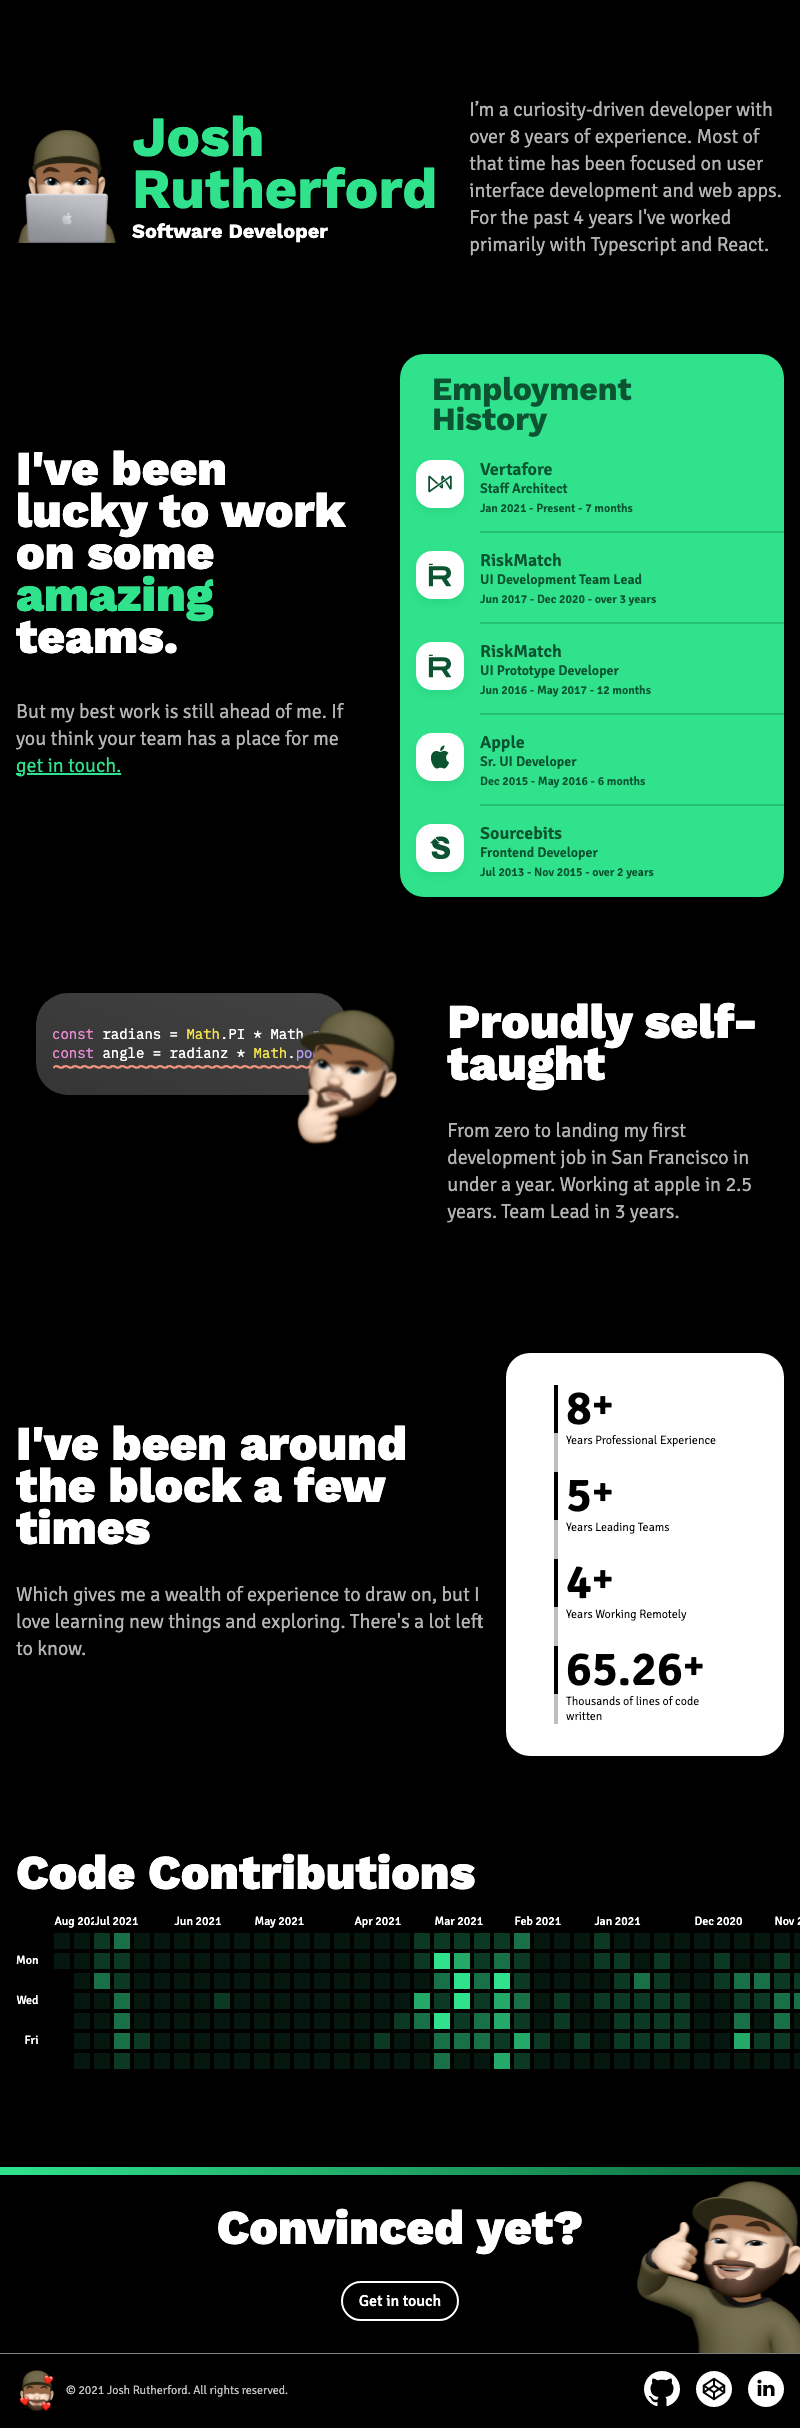 Josh
Rutherford
Software Developer
I’m a curiosity-driven developer with
over 8 years of experience. Most of
that time has been focused on user
interface development and web apps.
For the past 4 years I've worked
primarily with Typescript and React.
I've been
lucky to work
on some
amazing
teams.
But my best work is still ahead of me. If
you think your team has a place for me
get in touch.
Employment
History
Vertafore
Staff Architect
Jan 2021 - Present - 7 months
RiskMatch
UI Development Team Lead
Jun 2017 - Dec 2020 - over 3 years
RiskMatch
UI Prototype Developer
Jun 2016 - May 2017 - 12 months
Apple
Sr. UI Developer
Dec 2015 - May 2016 - 6 months
Sourcebits
Frontend Developer
Jul 2013 - Nov 2015 - over 2 years
const radians = Math.PI * Math
const angle = radianz * Math.po
Proudly self-
taught
From zero to landing my first
development job in San Francisco in
under a year. Working at apple in 2.5
years. Team Lead in 3 years.
I've been around
the block a few
times
Which gives me a wealth of experience to draw on, but I
love learning new things and exploring. There's a lot left
to know.
8+
Years Professional Experience
5+
Years Leading Teams
4+
Years Working Remotely
65.26+
Thousands of lines of code
written
Code Contributions
Aug 202 Jul 2021 Jun 2021 May 2021 Apr 2021 Mar 2021 Feb 2021 Jan 2021 Dec 2020 Nov
Mon
Wed
Fri
Convinced yet?
Get in touch
© 2021 Josh Rutherford. All rights reserved.
in